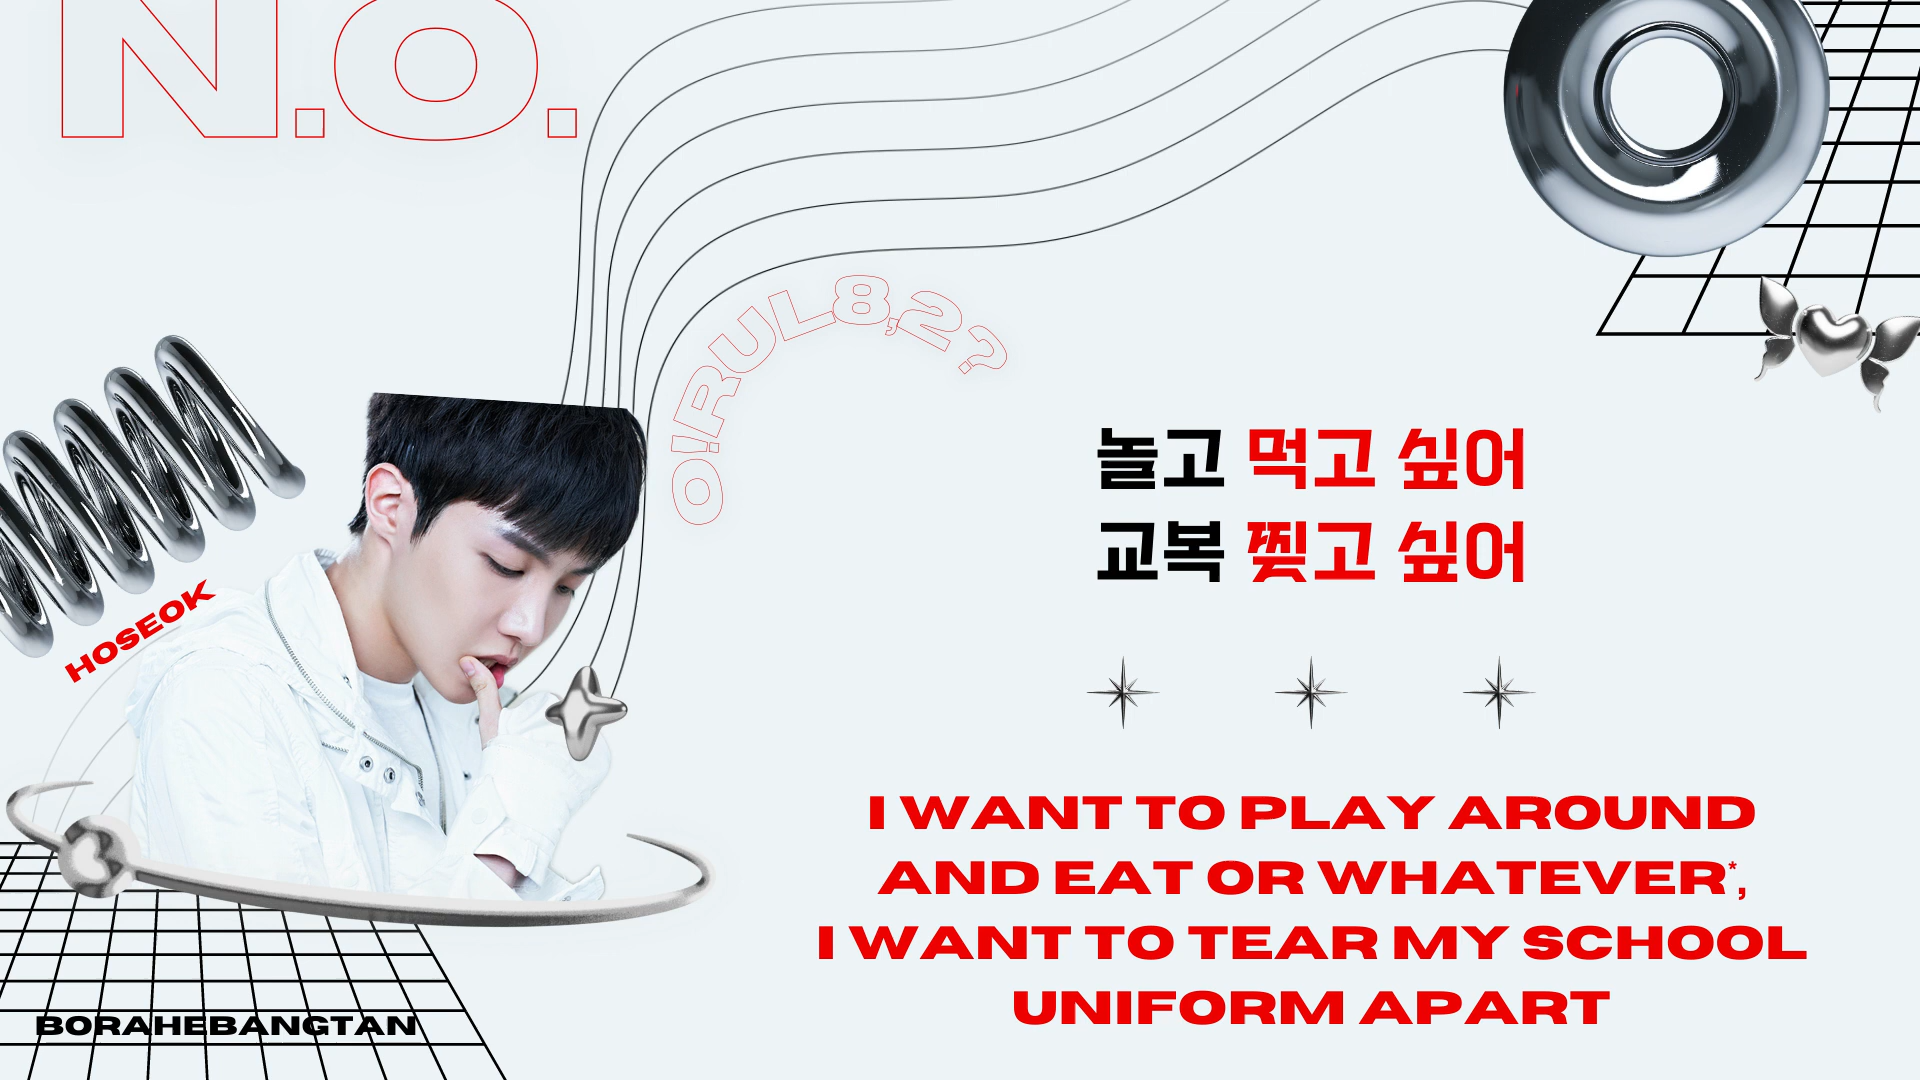 N.O.
O!RUL8,2?
놀고 먹고 싶어
교복 찢고 싶어
HOSEOK
I WANT TO PLAY AROUND
AND EAT OR WHATEVER*,
I WANT TO TEAR MY SCHOOL
UNIFORM APART
BORAHEBANGTAN